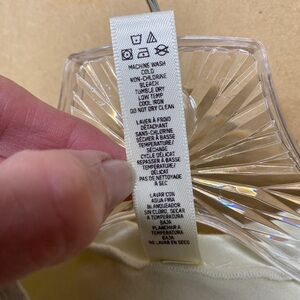 MACHINE WASH
COLD
NON-CHLORINE
BLEACH
TUMBLE DRY
LOW TEMP
COOL IRON
DO NOT DRY CLEAN
LAVER À FROID
DÉTACHANT
SANS-CHLORINE
SÉCHER À BASSE
TEMPÉRATURE/
SÉCHAGE
CYCLE DÉLICAT
REPASSER À BASSE
TEMPÉRATURE/
DÉLICAT
PAS DE NETTOYAGE
À SEC
LAVAR CON
AGUA FRIA
BLANQUEADOR
SIN CLORO, SECAR
A TEMPERATURA
BAJA
PLANCHAR A
TEMPERATURA
BAJA
NO LAVAR EN SECO